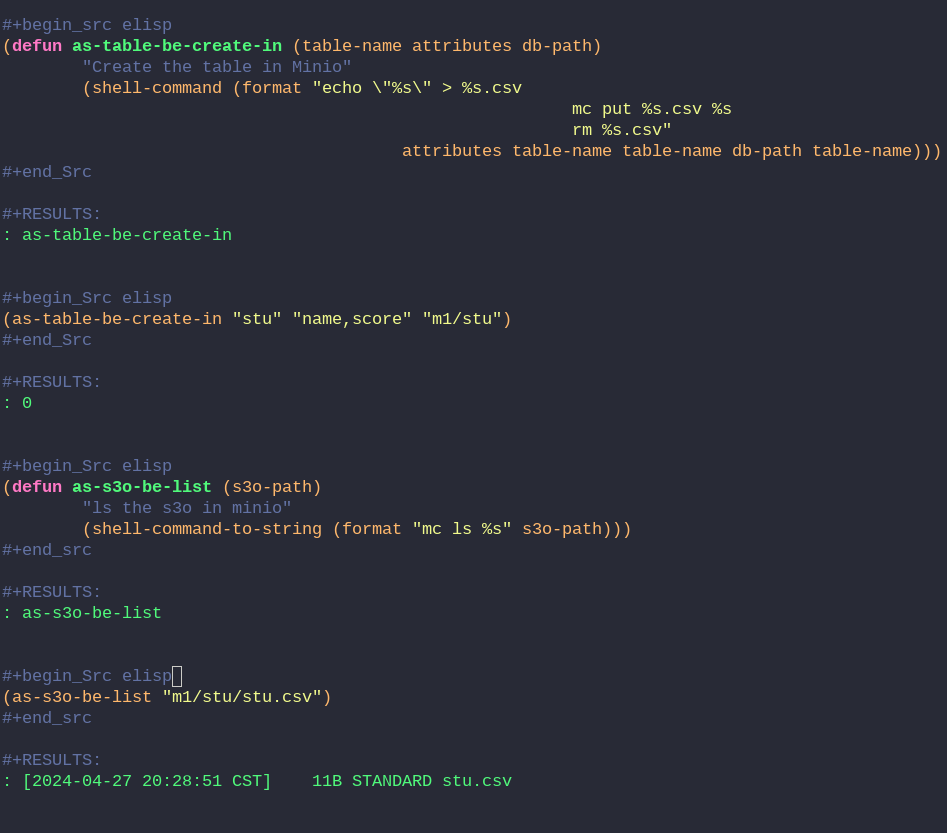 #+begin_src elisp
(defun as-table-be-create-in (table-name attributes db-path)
"Create the table in Minio"
(shell-command (format "echo \"%s\" > %s.csv
mc put %s.csv %s
rm %s.csv"
attributes table-name table-name db-path table-name)))
#+end_Src
#+RESULTS:
: as-table-be-create-in
#+begin_Src elisp
(as-table-be-create-in "stu" "name,score" "m1/stu")
#+end_Src
#+RESULTS:
: 0
#+begin_Src elisp
(defun as-s3o-be-list (s3o-path)
"ls the s3o in minio"
(shell-command-to-string (format "mc ls %s" s3o-path)))
#+end_src
#+RESULTS:
: as-s3o-be-list
#+begin_Src elisp
(as-s3o-be-list "m1/stu/stu.csv")
#+end_src
#+RESULTS:
: [2024-04-27 20:28:51 CST]    11B STANDARD stu.csv